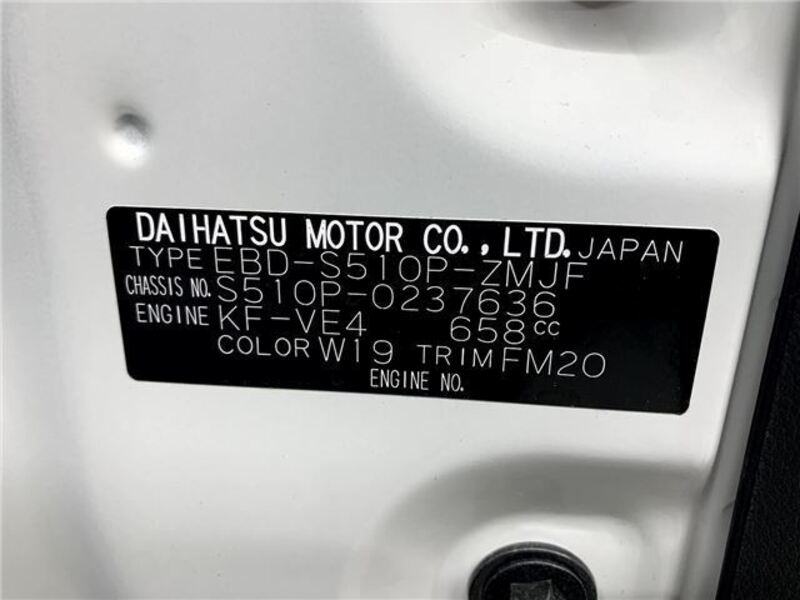 DAIHATSU MOTOR CO., LTD. JAPAN
TYPE EBD-S510P-ZMJF
CHASSIS NO. S510P-0237636
ENGINE KF-VE4 658cc
COLOR W19 TRIM FM20
ENGINE NO.